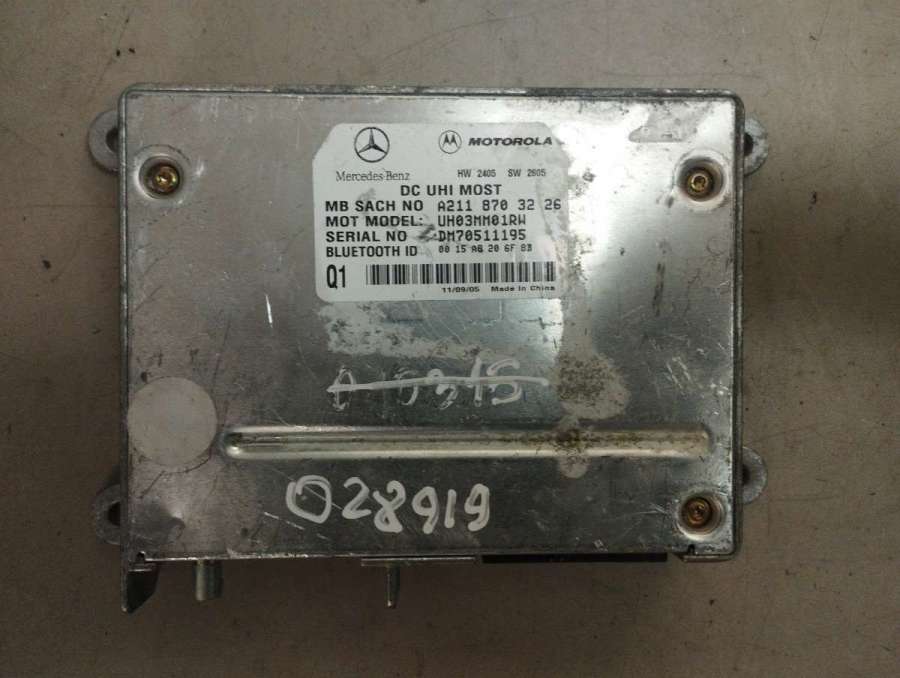 MOTOROLA
Mercedes-Benz
HW 2405 SW 2605
DC UHI MOST
MB SACH NO A211 870 32 26
MOT MODEL: UH03MM01RW
SERIAL NO DM70511195
BLUETOOTH ID 00 15 A8 20 6F 83
Q1
11/09/05 Made In China
028919